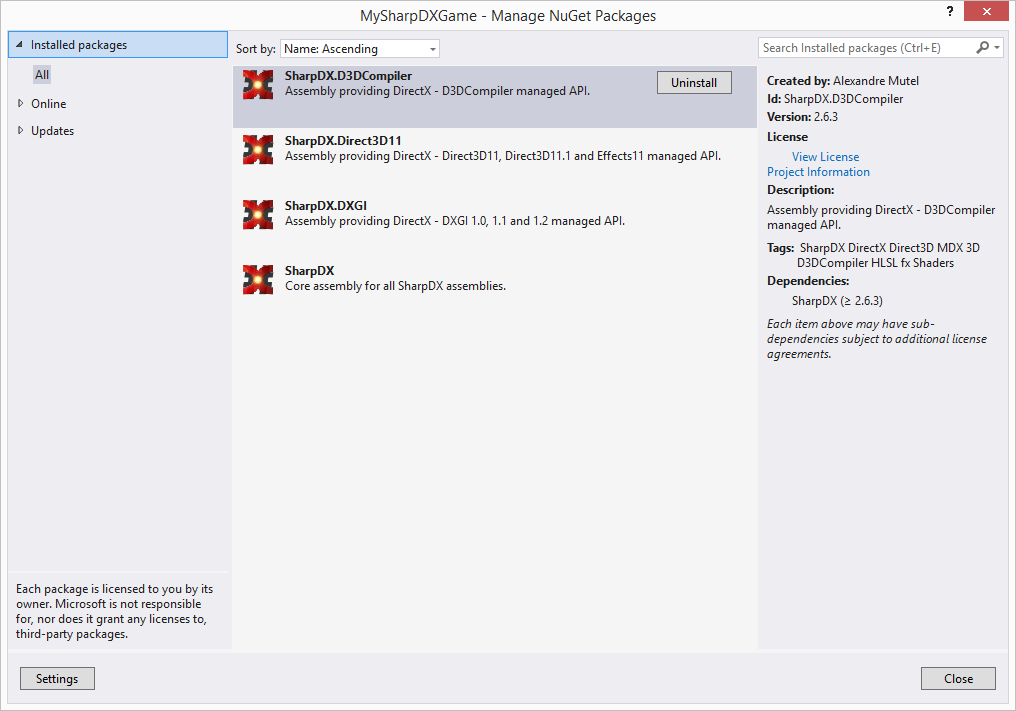 MySharpDXGame - Manage NuGet Packages
?
Installed packages
All
Online
Updates
Each package is licensed to you by its
owner. Microsoft is not responsible
for, nor does it grant any licenses to,
third-party packages.
Settings
Sort by: Name: Ascending
SharpDX.D3DCompiler
Assembly providing DirectX - D3DCompiler managed API.
Uninstall
SharpDX.Direct3D11
Assembly providing DirectX - Direct3D11, Direct3D11.1 and Effects11 managed API.
SharpDX.DXGI
Assembly providing DirectX - DXGI 1.0, 1.1 and 1.2 managed API.
SharpDX
Core assembly for all SharpDX assemblies.
Search Installed packages (Ctrl+E)
Created by: Alexandre Mutel
Id: SharpDX.D3DCompiler
Version: 2.6.3
License
View License
Project Information
Description:
Assembly providing DirectX - D3DCompiler
managed API.
Tags: SharpDX DirectX Direct3D MDX 3D
D3DCompiler HLSL fx Shaders
Dependencies:
SharpDX (≥ 2.6.3)
Each item above may have sub-
dependencies subject to additional license
agreements.
Close